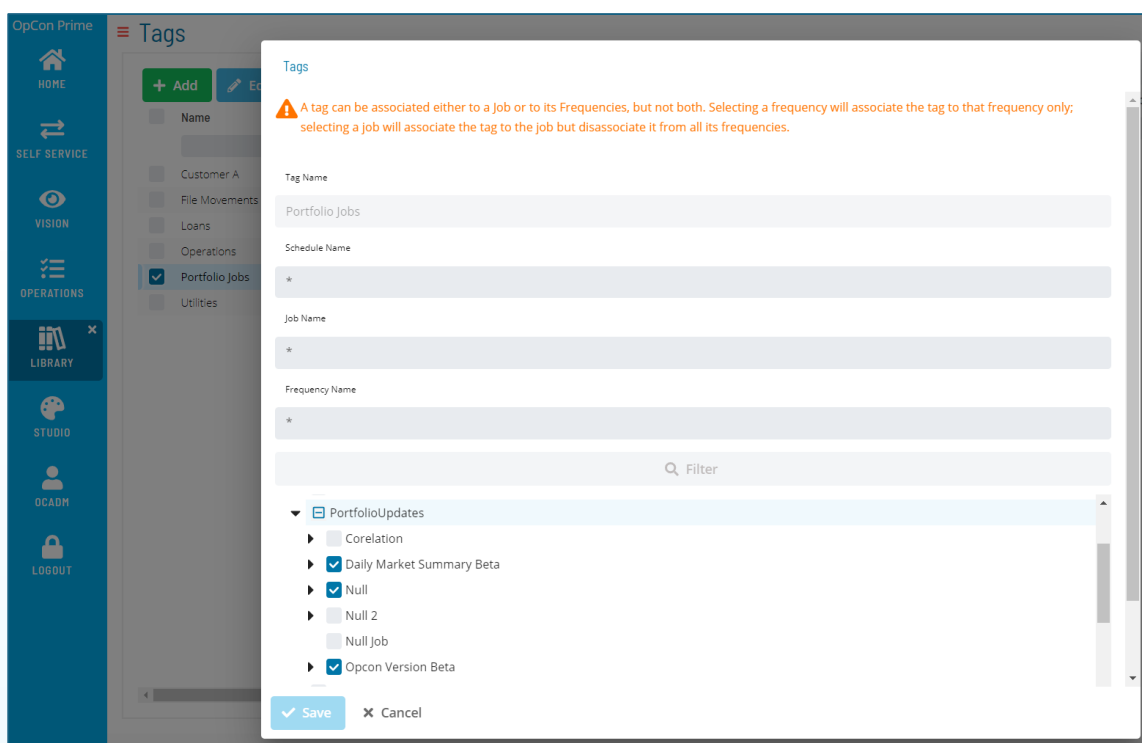 OpCon Prime
HOME
SELF SERVICE
VISION
OPERATIONS
LIBRARY
STUDIO
OCADM
LOGOUT
Tags
Add
Name
Customer A
File Movements
Loans
Operations
Portfolio Jobs
Utilities
Tags
A tag can be associated either to a Job or to its Frequencies, but not both. Selecting a frequency will associate the tag to that frequency only;
selecting a job will associate the tag to the job but disassociate it from all its frequencies.
Tag Name
Portfolio Jobs
Schedule Name
*
Job Name
*
Frequency Name
*
Filter
PortfolioUpdates
Corelation
Daily Market Summary Beta
Null
Null 2
Null Job
Opcon Version Beta
Save Cancel